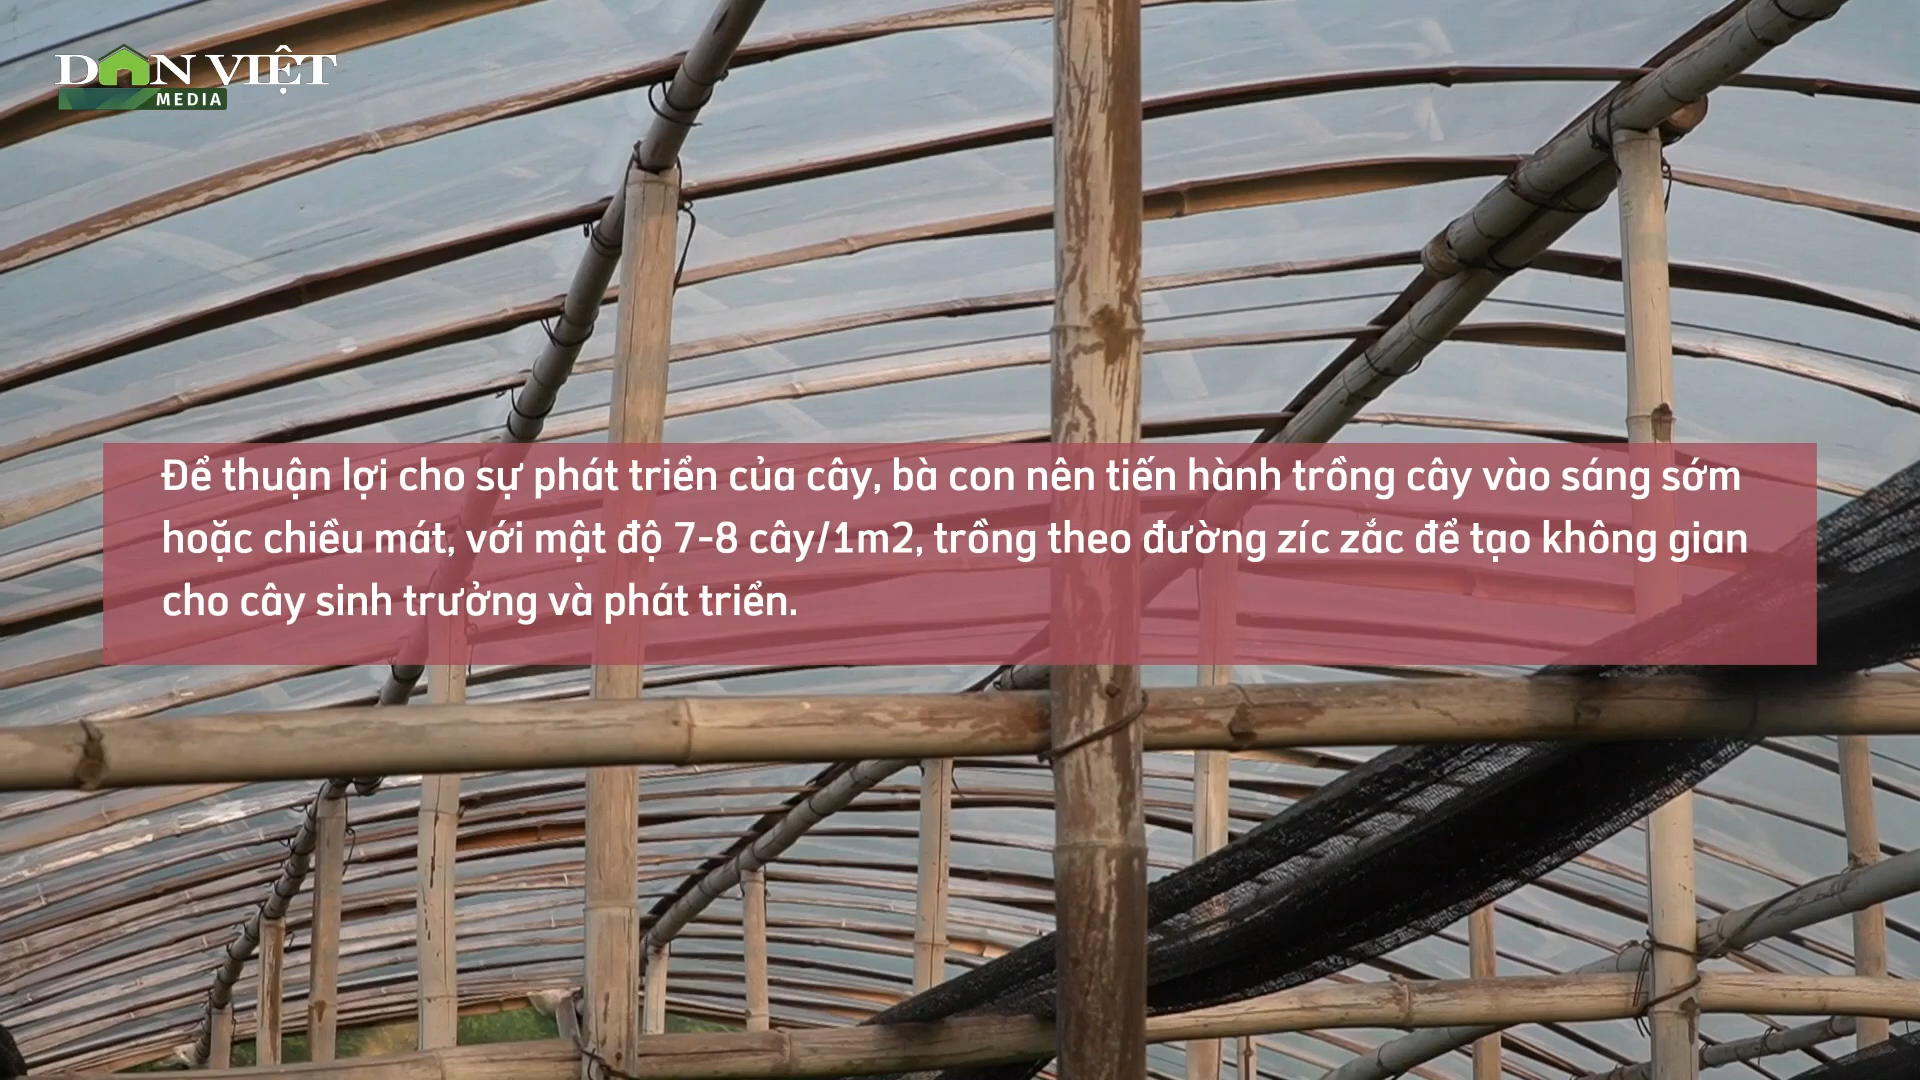 DÂN VIỆT
MEDIA
Để thuận lợi cho sự phát triển của cây, bà con nên tiến hành trồng cây vào sáng sớm
hoặc chiều mát, với mật độ 7-8 cây/1m2, trồng theo đường zíc zắc để tạo không gian
cho cây sinh trưởng và phát triển.